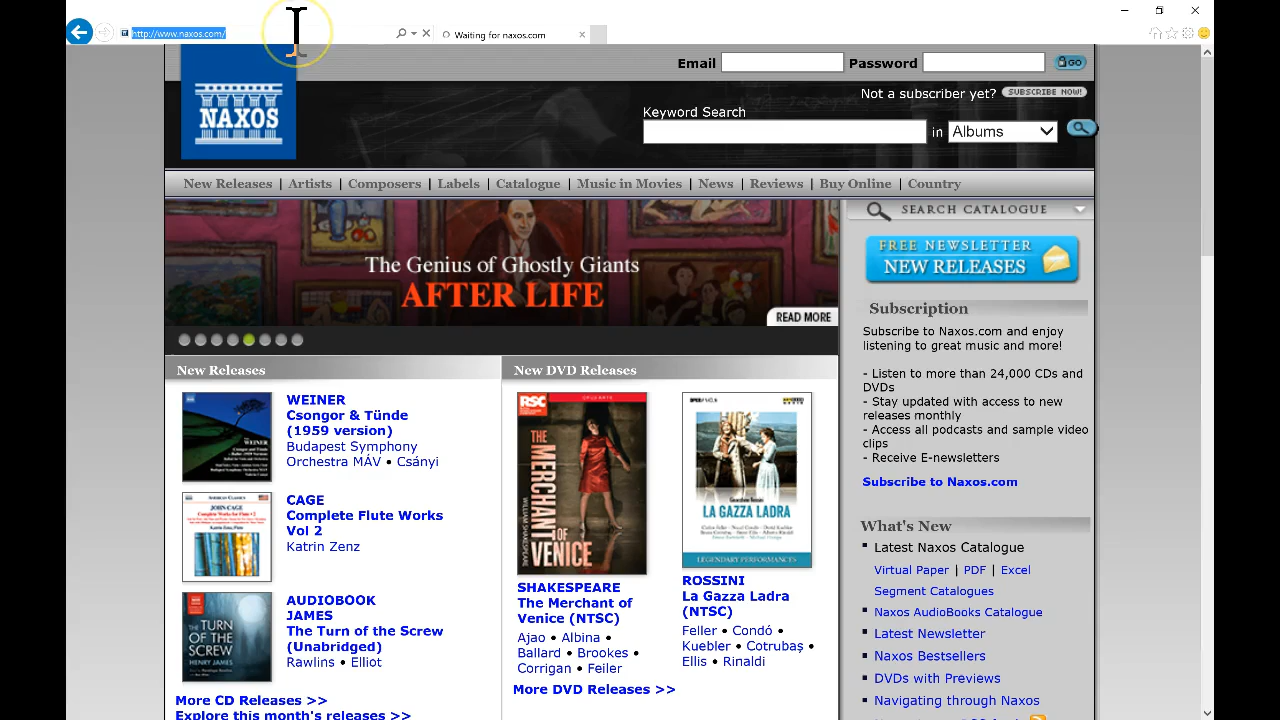 http://www.naxos.com/
Waiting for naxos.com
Email
Password
GO
Not a subscriber yet? SUBSCRIBE NOW!
NAXOS
Keyword Search
in Albums
New Releases | Artists | Composers | Labels | Catalogue | Music in Movies | News | Reviews | Buy Online | Country
SEARCH CATALOGUE
The Genius of Ghostly Giants
AFTER LIFE
READ MORE
FREE NEWSLETTER
NEW RELEASES
Subscription
Subscribe to Naxos.com and enjoy
listening to great music and more!
- Listen to more than 24,000 CDs and
DVDs
- Stay updated with access to new
releases monthly
- Access all podcasts and sample video
clips
- Receive E-newsletters
Subscribe to Naxos.com
New Releases
WEINER
WEINER
Csongor & Tünde
(1959 version)
Budapest Symphony
Orchestra MÁV • Csányi
AMERICAN CLASSICS
JOHN CAGE
CAGE
Complete Flute Works
Vol 2
Katrin Zenz
THE
TURN OF
THE
SCREW
HENRY JAMES
AUDIOBOOK
JAMES
The Turn of the Screw
(Unabridged)
Rawlins • Elliot
More CD Releases >>
Explore this month's releases >>
New DVD Releases
RSC
THE MERCHANT OF VENICE
WILLIAM SHAKESPEARE
SHAKESPEARE
The Merchant of
Venice (NTSC)
Ajao • Albina •
Ballard • Brookes •
Corrigan • Feiler
LA GAZZA LADRA
LEGENDARY PERFORMANCES
ROSSINI
La Gazza Ladra
(NTSC)
Feller • Condó •
Kuebler • Cotrubaş •
Ellis • Rinaldi
More DVD Releases >>
What's New
Latest Naxos Catalogue
Virtual Paper | PDF | Excel
Segment Catalogues
Naxos AudioBooks Catalogue
Latest Newsletter
Naxos Bestsellers
DVDs with Previews
Navigating through Naxos